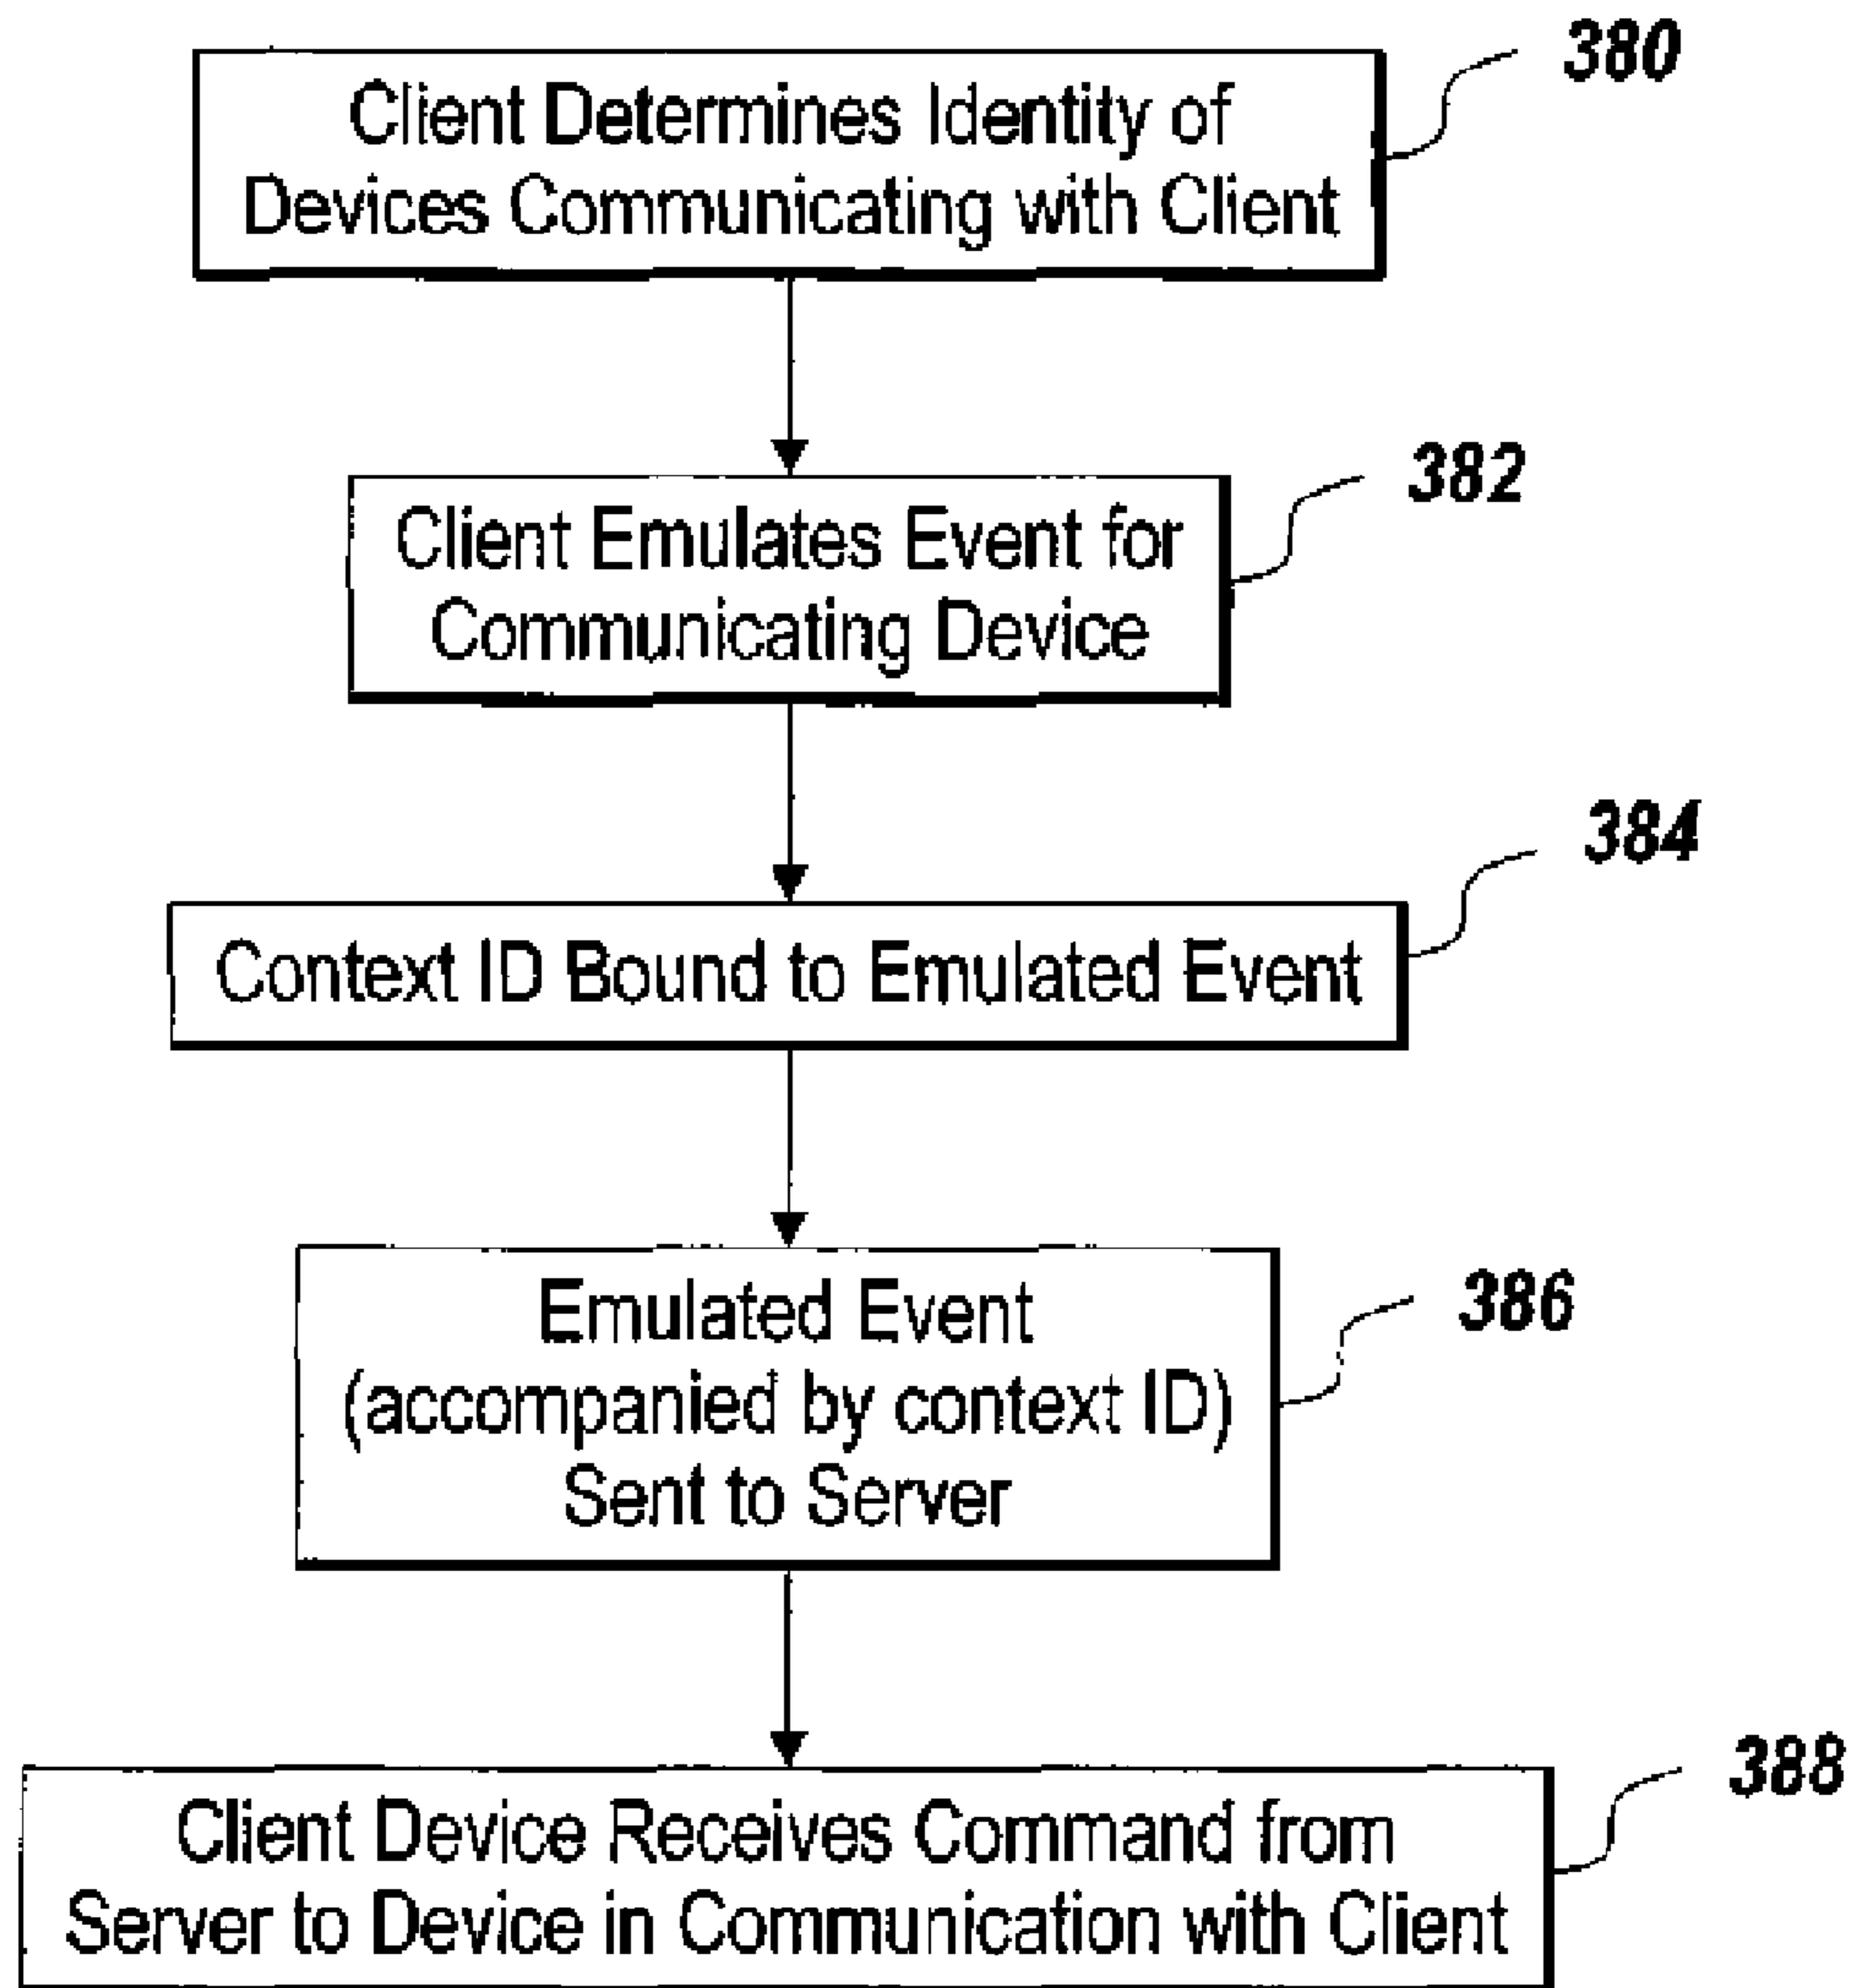 380
Client Determines Identity of
Devices Communicating with Client
382
Client Emulates Event for
Communicating Device
384
Context ID Bound to Emulated Event
386
Emulated Event
(accompanied by context ID)
Sent to Server
388
Client Device Receives Command from
Server to Device in Communication with Client